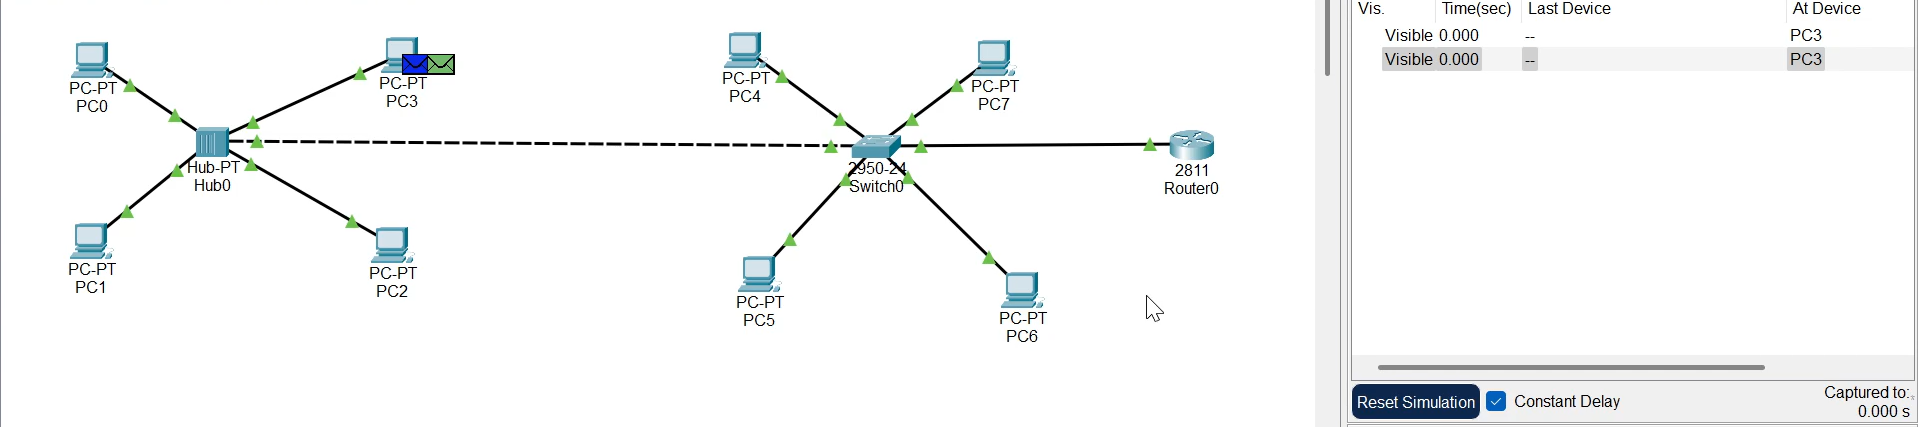 PC-PT
PC0
PC-PT
PC3
PC-PT
PC4
PC-PT
PC7
Hub-PT
Hub0
2950-24
Switch0
2811
Router0
PC-PT
PC1
PC-PT
PC2
PC-PT
PC5
PC-PT
PC6
Vis. Time(sec) Last Device At Device
Visible 0.000 -- PC3
Visible 0.000 -- PC3
Reset Simulation Constant Delay
Captured to:
0.000 s